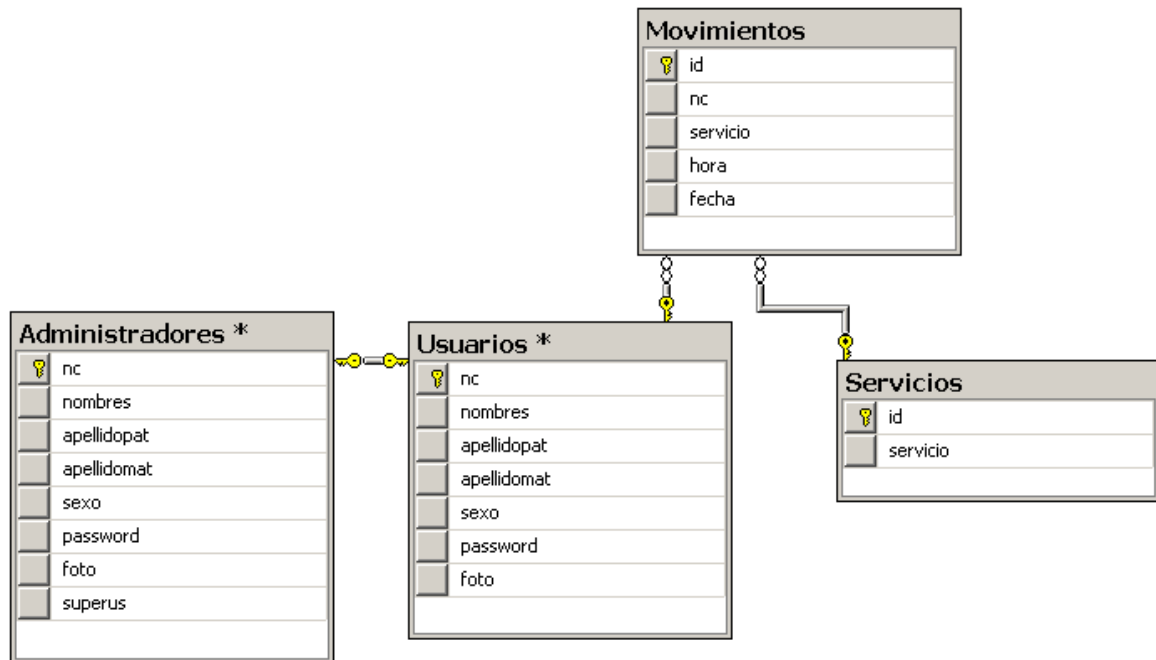 Movimientos
id
nc
servicio
hora
fecha
Administradores *
nc
nombres
apellidopat
apellidomat
sexo
password
foto
superus
Usuarios *
nc
nombres
apellidopat
apellidomat
sexo
password
foto
Servicios
id
servicio